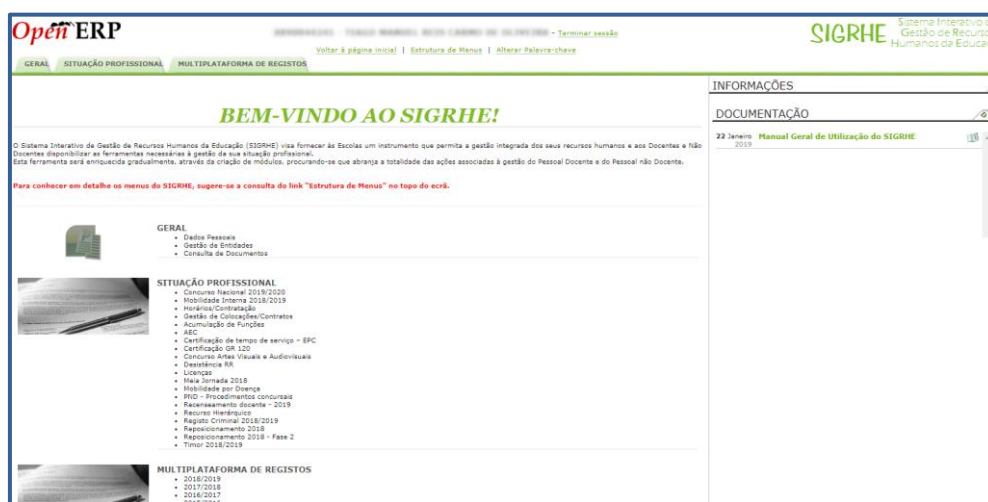 Open ERP
- Terminar sessão
Voltar à página inicial | Estrutura de Menus | Alterar Palavra-chave
SIGRHE
Sistema Interativo d
Gestão de Recurso
Humanos da Educa
GERAL SITUAÇÃO PROFISSIONAL MULTIPLATAFORMA DE REGISTOS
BEM-VINDO AO SIGRHE!
O Sistema Interativo de Gestão de Recursos Humanos da Educação (SIGRHE) visa fornecer às Escolas um instrumento que permita a gestão integrada dos seus recursos humanos e aos Docentes e Não
Docentes disponibilizar as ferramentas necessárias à gestão da sua situação profissional.
Esta ferramenta será enriquecida gradualmente, através da criação de módulos, procurando-se que abranja a totalidade das ações associadas à gestão do Pessoal Docente e do Pessoal não Docente.
Para conhecer em detalhe os menus do SIGRHE, sugere-se a consulta do link "Estrutura de Menus" no topo do ecrã.
GERAL
Dados Pessoais
Gestão de Entidades
Consulta de Documentos
SITUAÇÃO PROFISSIONAL
Concurso Nacional 2019/2020
Mobilidade Interna 2018/2019
Horários/Contratação
Gestão de Colocações/Contratos
Acumulação de Funções
AEC
Certificação de tempo de serviço – EPC
Certificação GR 120
Concurso Artes Visuais e Audiovisuais
Desistência RR
Licenças
Meia Jornada 2018
Mobilidade por Doença
PND - Procedimentos concursais
Recenseamento docente - 2019
Recurso Hierárquico
Registo Criminal 2018/2019
Reposicionamento 2018
Reposicionamento 2018 - Fase 2
Timor 2018/2019
MULTIPLATAFORMA DE REGISTOS
2018/2019
2017/2018
2016/2017
INFORMAÇÕES
DOCUMENTAÇÃO
22 Janeiro Manual Geral de Utilização do SIGRHE
2019